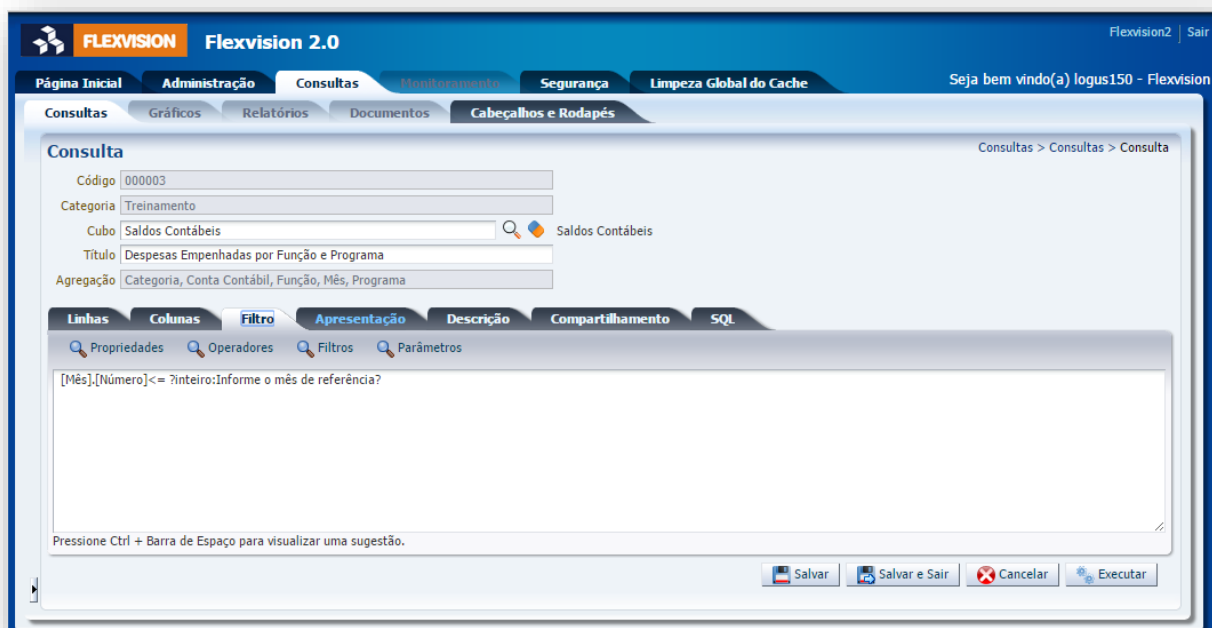 FLEXVISION Flexvision 2.0 Flexvision2 Sair
Página Inicial Administração Consultas Monitoramento Segurança Limpeza Global do Cache Seja bem vindo(a) logus150 - Flexvision
Consultas Gráficos Relatórios Documentos Cabeçalhos e Rodapés
Consulta Consultas > Consultas > Consulta
Código 000003
Categoria Treinamento
Cubo Saldos Contábeis Saldos Contábeis
Título Despesas Empenhadas por Função e Programa
Agregação Categoria, Conta Contábil, Função, Mês, Programa
Linhas Colunas Filtro Apresentação Descrição Compartilhamento SQL
Propriedades Operadores Filtros Parâmetros
[Mês].[Número]<= ?inteiro:Informe o mês de referência?
Pressione Ctrl + Barra de Espaço para visualizar uma sugestão.
Salvar Salvar e Sair Cancelar Executar